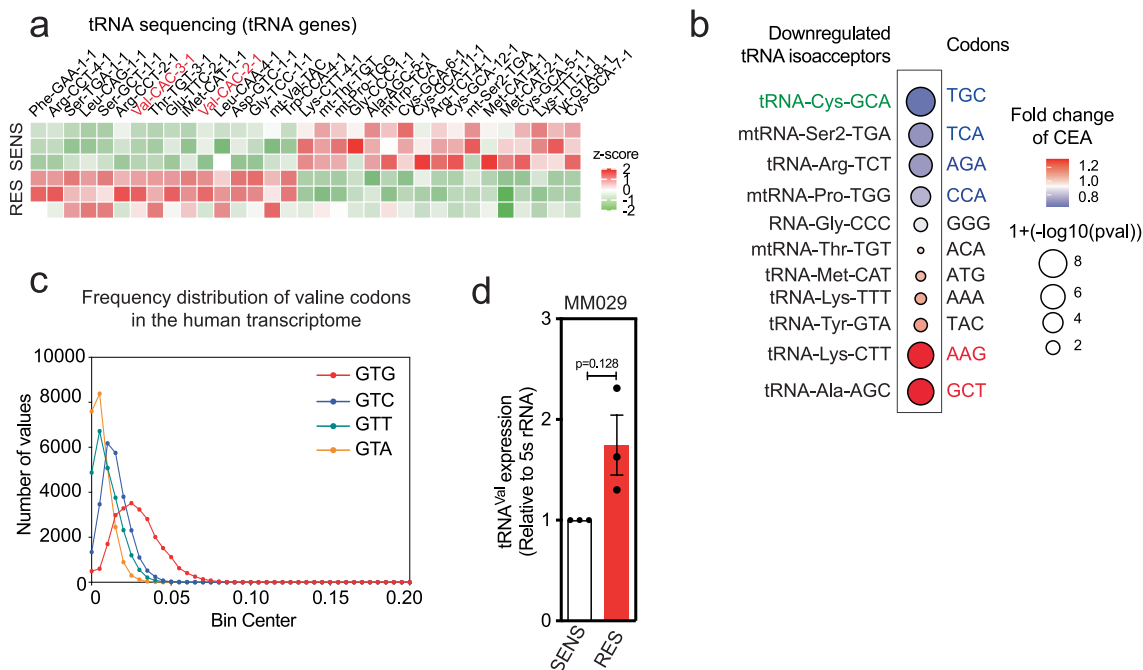 a
tRNA sequencing (tRNA genes)
Phe-GAA-1-1
Arg-CCT-4-1
Ser-TGA-1-1
Leu-CAG-1-1
Ser-GCT-1-1
Arg-CCT-2-1
Val-CAC-3-1
Thr-TGT-3-1
Glu-TTC-2-1
iMet-CAT-1-1
Val-CAC-2-1
Leu-CAA-4-1
Asp-GTC-1-1
Gly-TCC-1-1
mt-Val-TAC
Trp-CCA-4-1
Lys-CTT-4-1
mt-Thr-TGT
mt-Pro-TGG
Gly-CCC-1-1
Ala-AGC-5-1
mt-Trp-TCA
Cys-GCA-6-1
Cys-GCA-11-1
Arg-TCT-4-1
Cys-GCA-12-1
mt-Ser2-TGA
Met-CAT-4-1
Met-CAT-2-1
Cys-GCA-5-1
Lys-TTT-1-1
Tyr-GTA-8-1
Cys-GCA-7-1
SENS
RES
z-score
2
1
0
-1
-2
b
Downregulated
tRNA isoacceptors
Codons
tRNA-Cys-GCA TGC
mtRNA-Ser2-TGA TCA
tRNA-Arg-TCT AGA
mtRNA-Pro-TGG CCA
RNA-Gly-CCC GGG
mtRNA-Thr-TGT ACA
tRNA-Met-CAT ATG
tRNA-Lys-TTT AAA
tRNA-Tyr-GTA TAC
tRNA-Lys-CTT AAG
tRNA-Ala-AGC GCT
Fold change
of CEA
1.2
1.0
0.8
1+(-log10(pval))
8
6
4
2
c
Frequency distribution of valine codons
in the human transcriptome
Number of values
10000
8000
6000
4000
2000
0
0 0.05 0.10 0.15 0.20
Bin Center
GTG
GTC
GTT
GTA
d
MM029
tRNAVal expression
(Relative to 5s rRNA)
3
2
1
0
p=0.128
SENS
RES